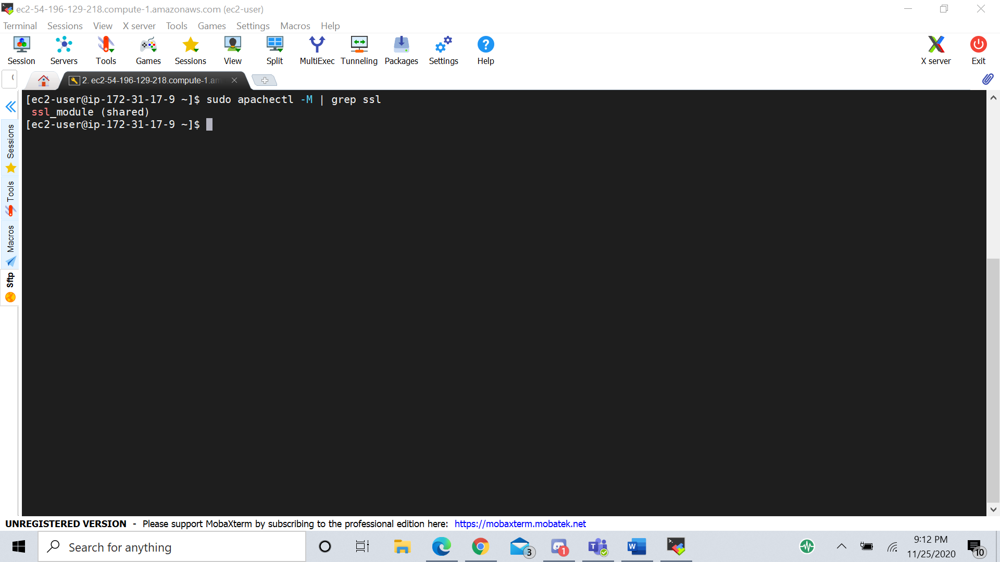 ec2-54-196-129-218.compute-1.amazonaws.com (ec2-user)
Terminal Sessions View X server Tools Games Settings Macros Help
Session Servers Tools Games Sessions View Split MultiExec Tunneling Packages Settings Help X server Exit
2. ec2-54-196-129-218.compute-1.am
[ec2-user@ip-172-31-17-9 ~]$ sudo apachectl -M | grep ssl
ssl_module (shared)
[ec2-user@ip-172-31-17-9 ~]$
Sessions
Tools
Macros
Sftp
UNREGISTERED VERSION - Please support MobaXterm by subscribing to the professional edition here: https://mobaxterm.mobatek.net
Search for anything
3
1
9:12 PM
11/25/2020
10